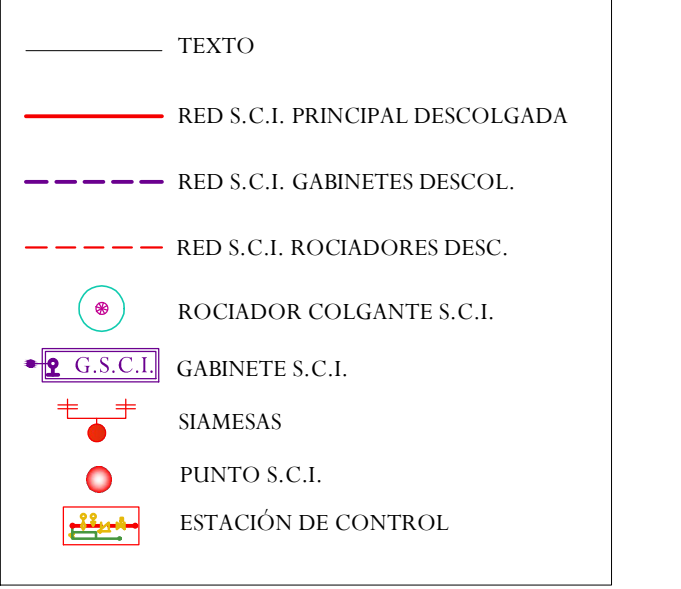 TEXTO
RED S.C.I. PRINCIPAL DESCOLGADA
RED S.C.I. GABINETES DESCOL.
RED S.C.I. ROCIADORES DESC.
ROCIADOR COLGANTE S.C.I.
G.S.C.I. GABINETE S.C.I.
SIAMESAS
PUNTO S.C.I.
ESTACIÓN DE CONTROL